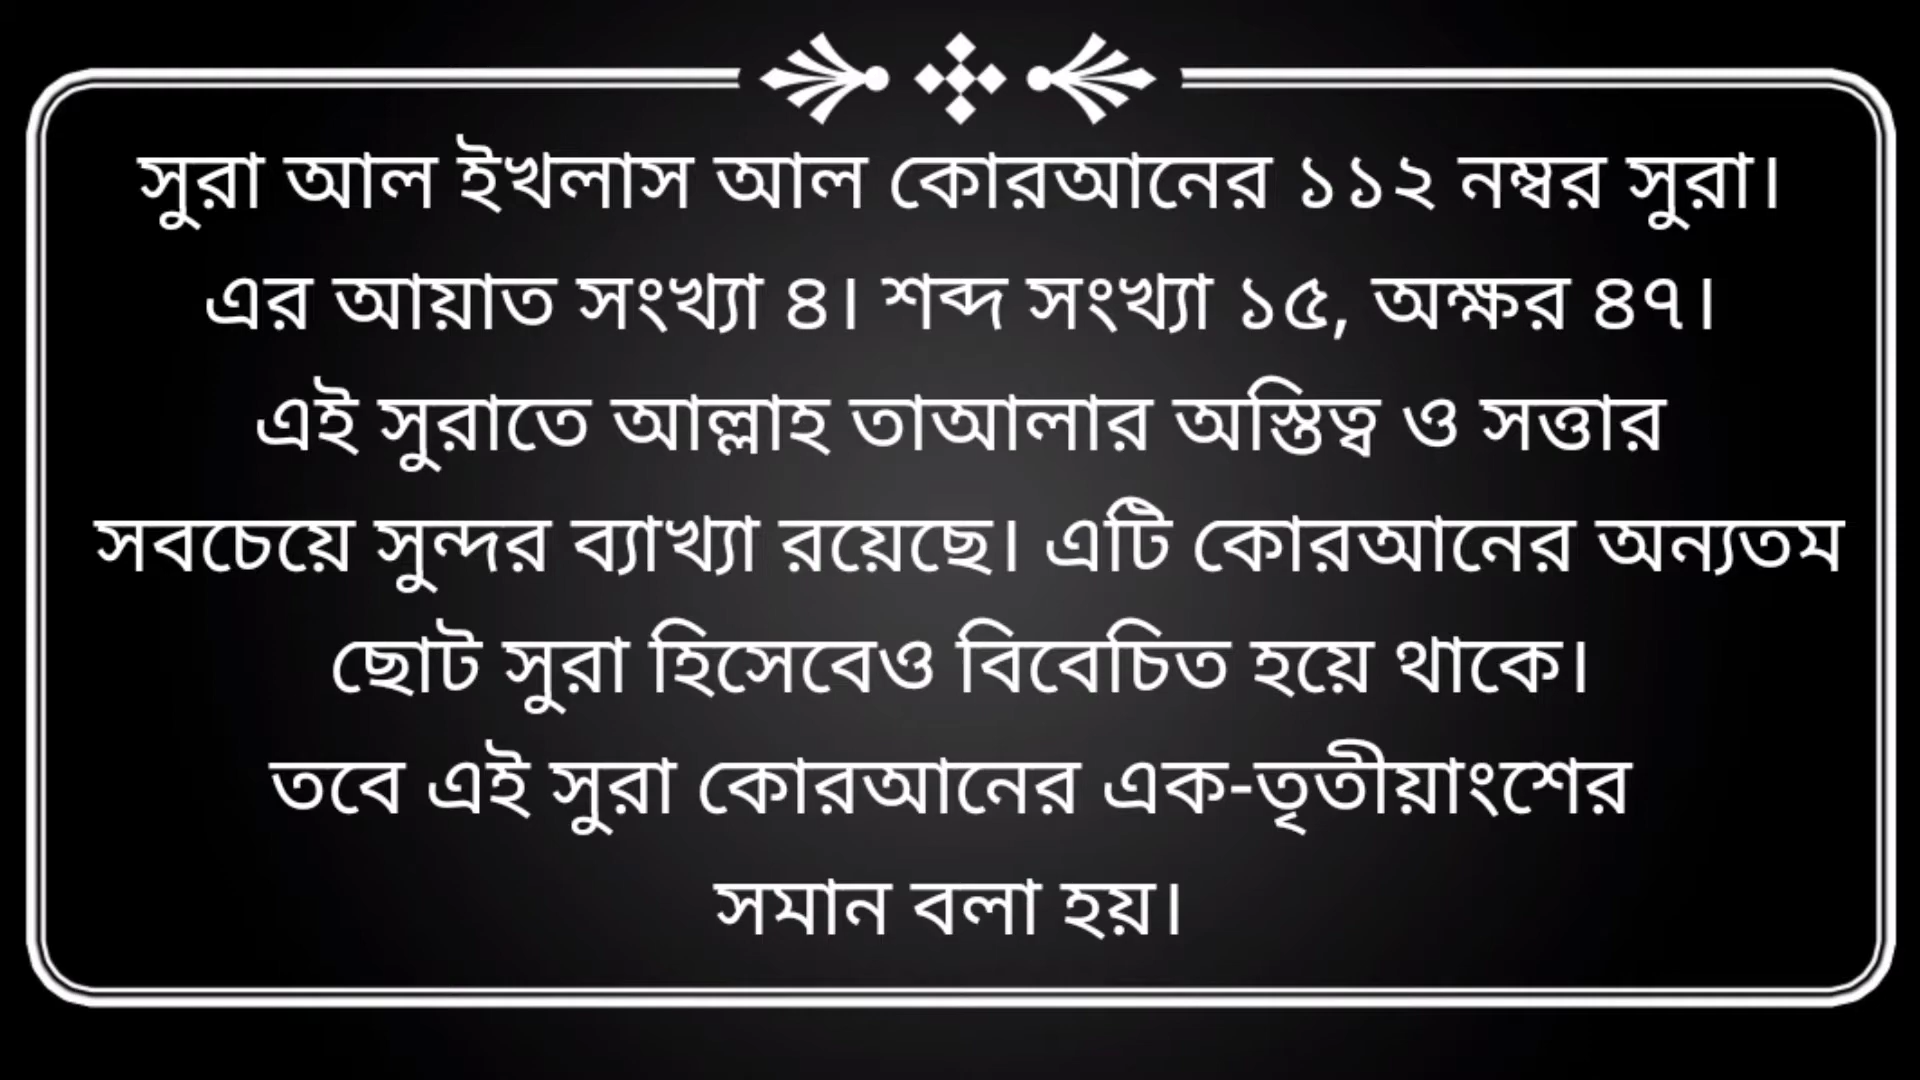 সুরা আল ইখলাস আল কোরআনের ১১২ নম্বর সুরা।
এর আয়াত সংখ্যা ৪। শব্দ সংখ্যা ১৫, অক্ষর ৪৭।
এই সুরাতে আল্লাহ তাআলার অস্তিত্ব ও সত্তার
সবচেয়ে সুন্দর ব্যাখ্যা রয়েছে। এটি কোরআনের অন্যতম
ছোট সুরা হিসেবেও বিবেচিত হয়ে থাকে।
তবে এই সুরা কোরআনের এক-তৃতীয়াংশের
সমান বলা হয়।